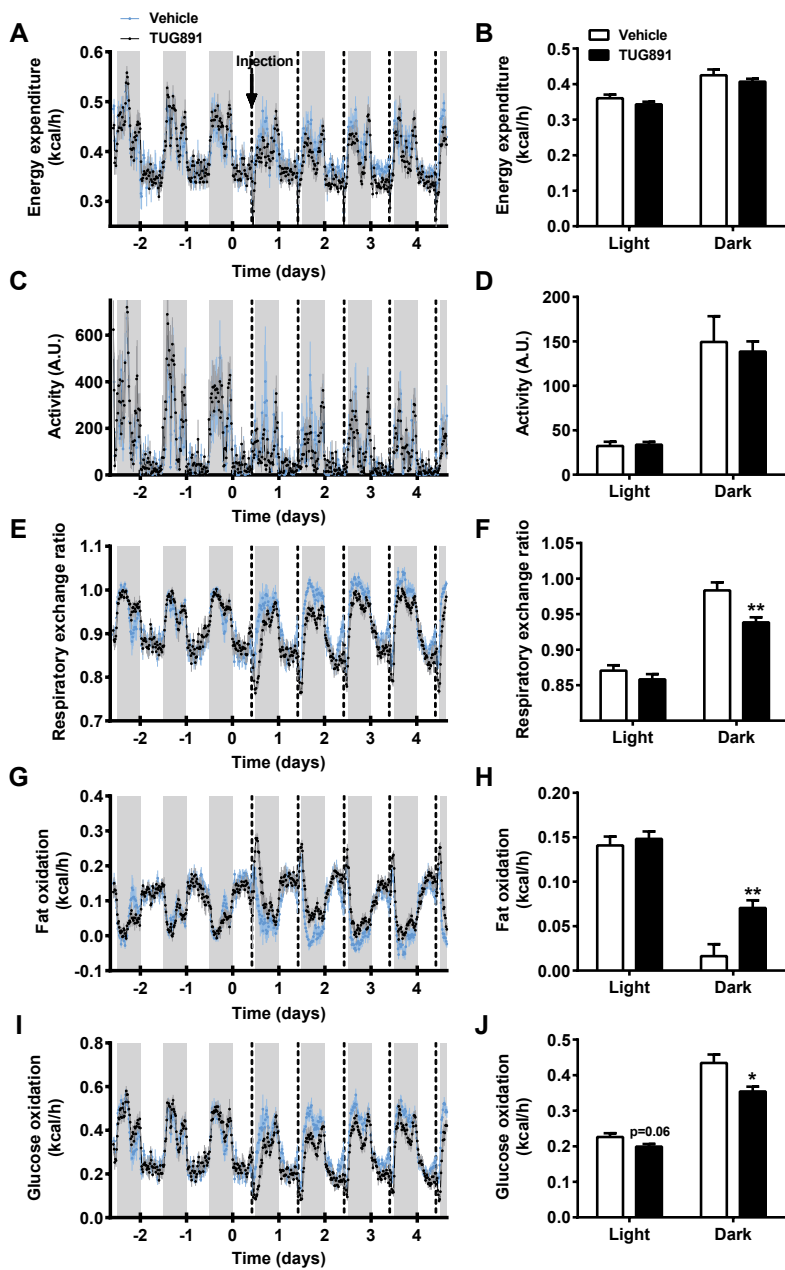 A
Vehicle
TUG891
Injection
Energy expenditure
(kcal/h)
0.6
0.5
0.4
0.3
-2 -1 0 1 2 3 4
Time (days)
B
Vehicle
TUG891
Energy expenditure
(kcal/h)
0.5
0.4
0.3
0.2
0.1
0.0
Light Dark
C
Activity (A.U.)
600
400
200
0
-2 -1 0 1 2 3 4
Time (days)
D
Activity (A.U.)
200
150
100
50
0
Light Dark
E
Respiratory exchange ratio
1.1
1.0
0.9
0.8
0.7
-2 -1 0 1 2 3 4
Time (days)
F
Respiratory exchange ratio
1.05
1.00
0.95
0.90
0.85
**
Light Dark
G
Fat oxidation
(kcal/h)
0.4
0.3
0.2
0.1
0.0
-0.1
-2 -1 0 1 2 3 4
Time (days)
H
Fat oxidation
(kcal/h)
0.20
0.15
0.10
0.05
0.00
**
Light Dark
I
Glucose oxidation
(kcal/h)
0.8
0.6
0.4
0.2
0.0
-2 -1 0 1 2 3 4
Time (days)
J
Glucose oxidation
(kcal/h)
0.5
0.4
0.3
0.2
0.1
0.0
p=0.06
*
Light Dark